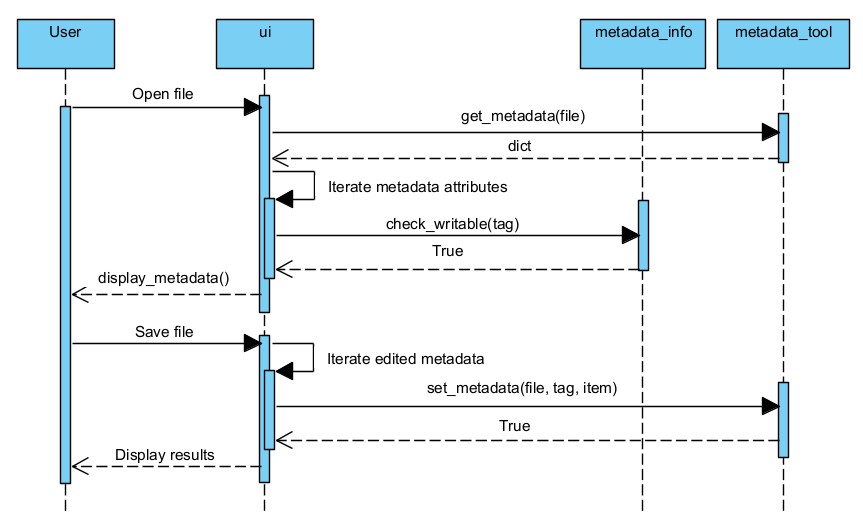 User
ui
metadata_info
metadata_tool
Open file
get_metadata(file)
dict
Iterate metadata attributes
check_writable(tag)
True
display_metadata()
Save file
Iterate edited metadata
set_metadata(file, tag, item)
True
Display results